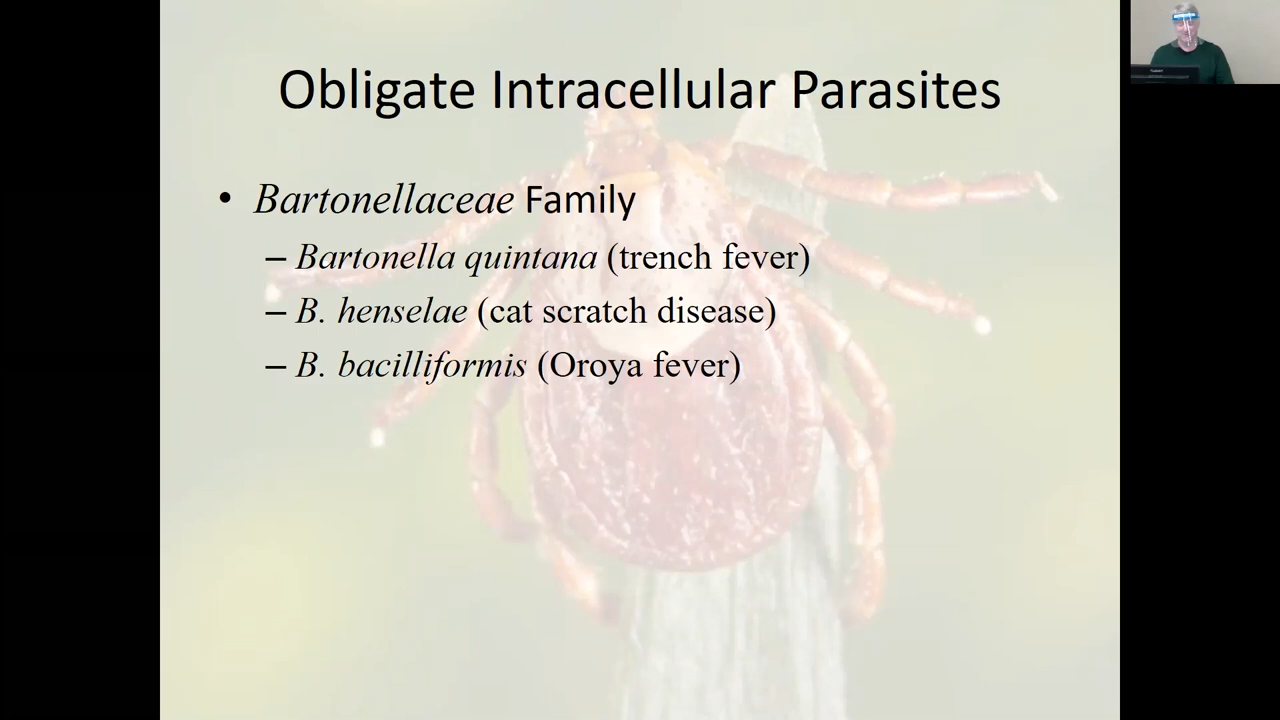 Obligate Intracellular Parasites
• Bartonellaceae Family
– Bartonella quintana (trench fever)
– B. henselae (cat scratch disease)
– B. bacilliformis (Oroya fever)